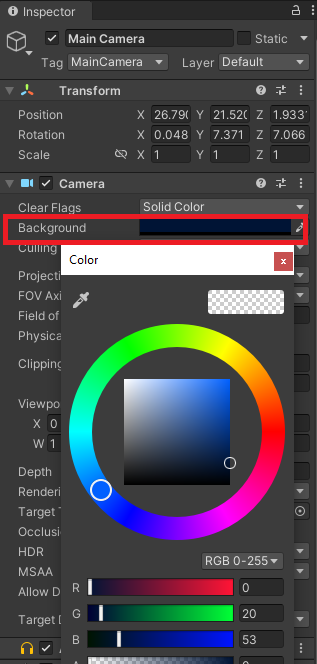 Inspector
Main Camera
Static
Tag MainCamera Layer Default
Transform
Position X 26.790 Y 21.520 Z 1.933
Rotation X 0.048 Y 7.371 Z 7.066
Scale X 1 Y 1 Z 1
Camera
Clear Flags Solid Color
Background
Culling
Color x
Projecti
FOV Axi
Field of
Physica
Clipping
Viewpo
X 0
W 1
Depth
Renderi
Target T
Occlusi
HDR
MSAA
Allow D
Target D
RGB 0-255
R 0
G 20
B 53